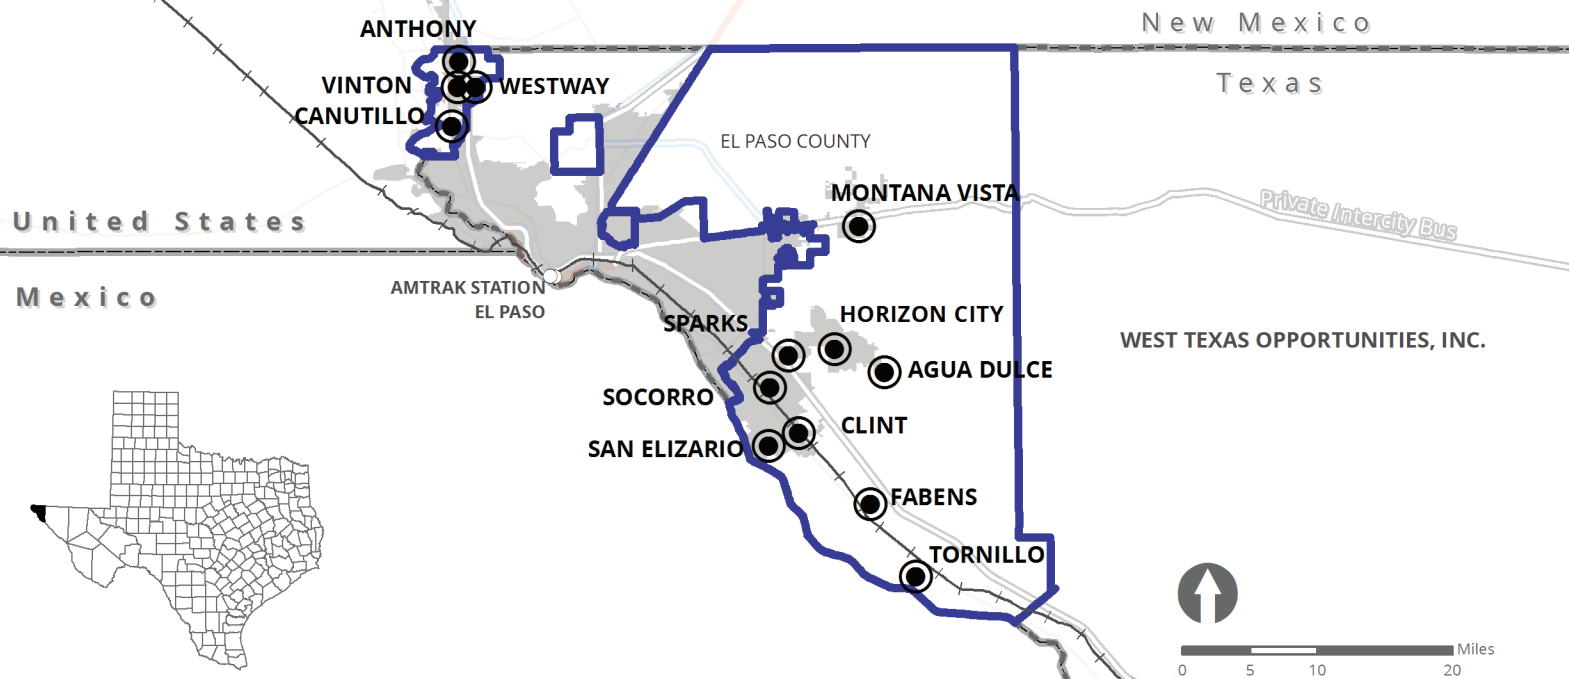 New Mexico
ANTHONY
Texas
VINTON
WESTWAY
CANUTILLO
EL PASO COUNTY
MONTANA VISTA
Private Intercity Bus
United States
Mexico
AMTRAK STATION
EL PASO
HORIZON CITY
SPARKS
WEST TEXAS OPPORTUNITIES, INC.
AGUA DULCE
SOCORRO
CLINT
SAN ELIZARIO
FABENS
TORNILLO
Miles
0 5 10 20